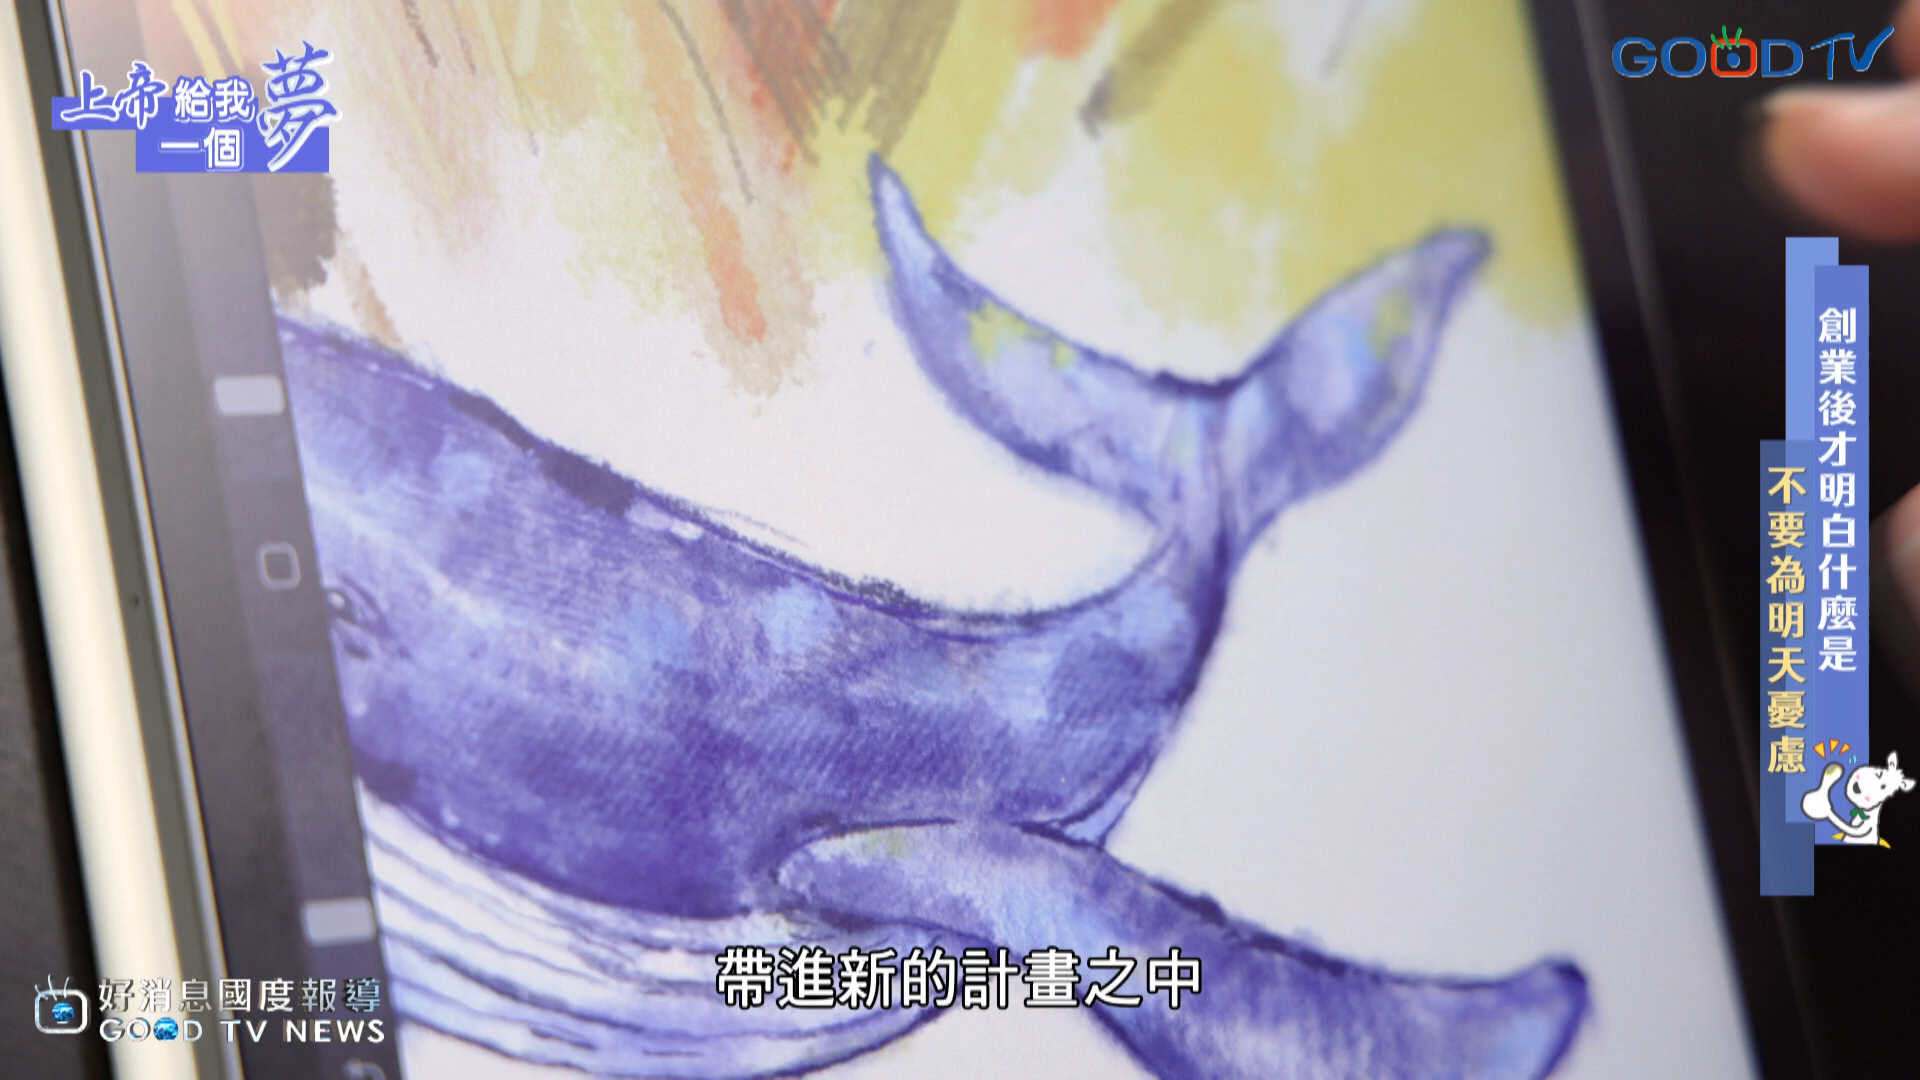 上帝給我
一個夢
GOOD TV
創業後才明白什麼是
不要為明天憂慮
帶進新的計畫之中
好消息國度報導
GOOD TV NEWS